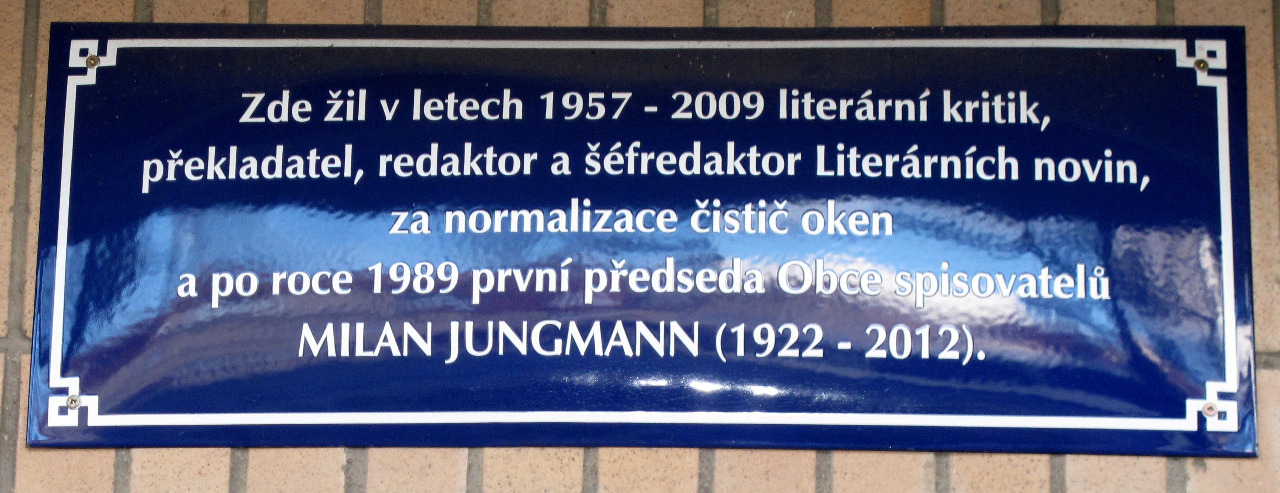 Zde žil v letech 1957 - 2009 literární kritik,
překladatel, redaktor a šéfredaktor Literárních novin,
za normalizace čistič oken
a po roce 1989 první předseda Obce spisovatelů
MILAN JUNGMANN (1922 - 2012).